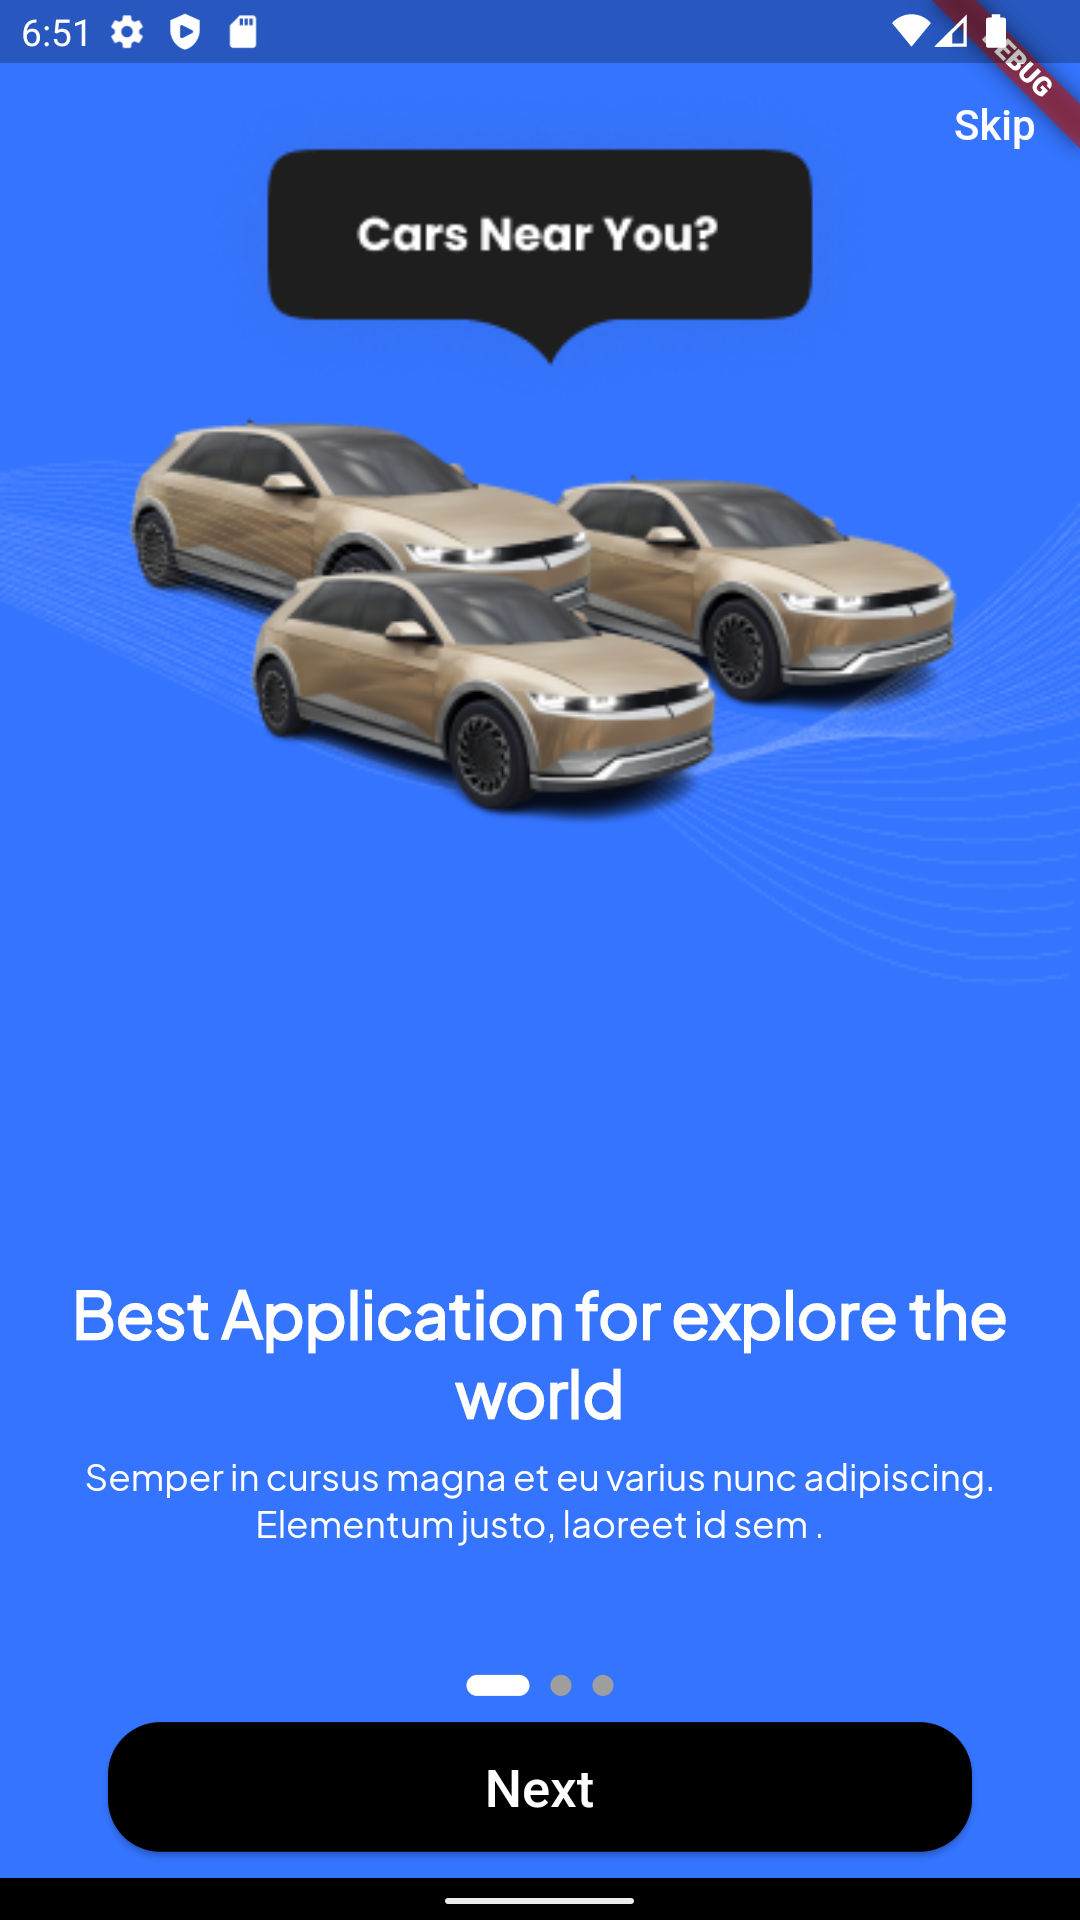 6:51
DEBUG
Skip
Cars Near You?
Best Application for explore the
world
Semper in cursus magna et eu varius nunc adipiscing.
Elementum justo, laoreet id sem .
Next